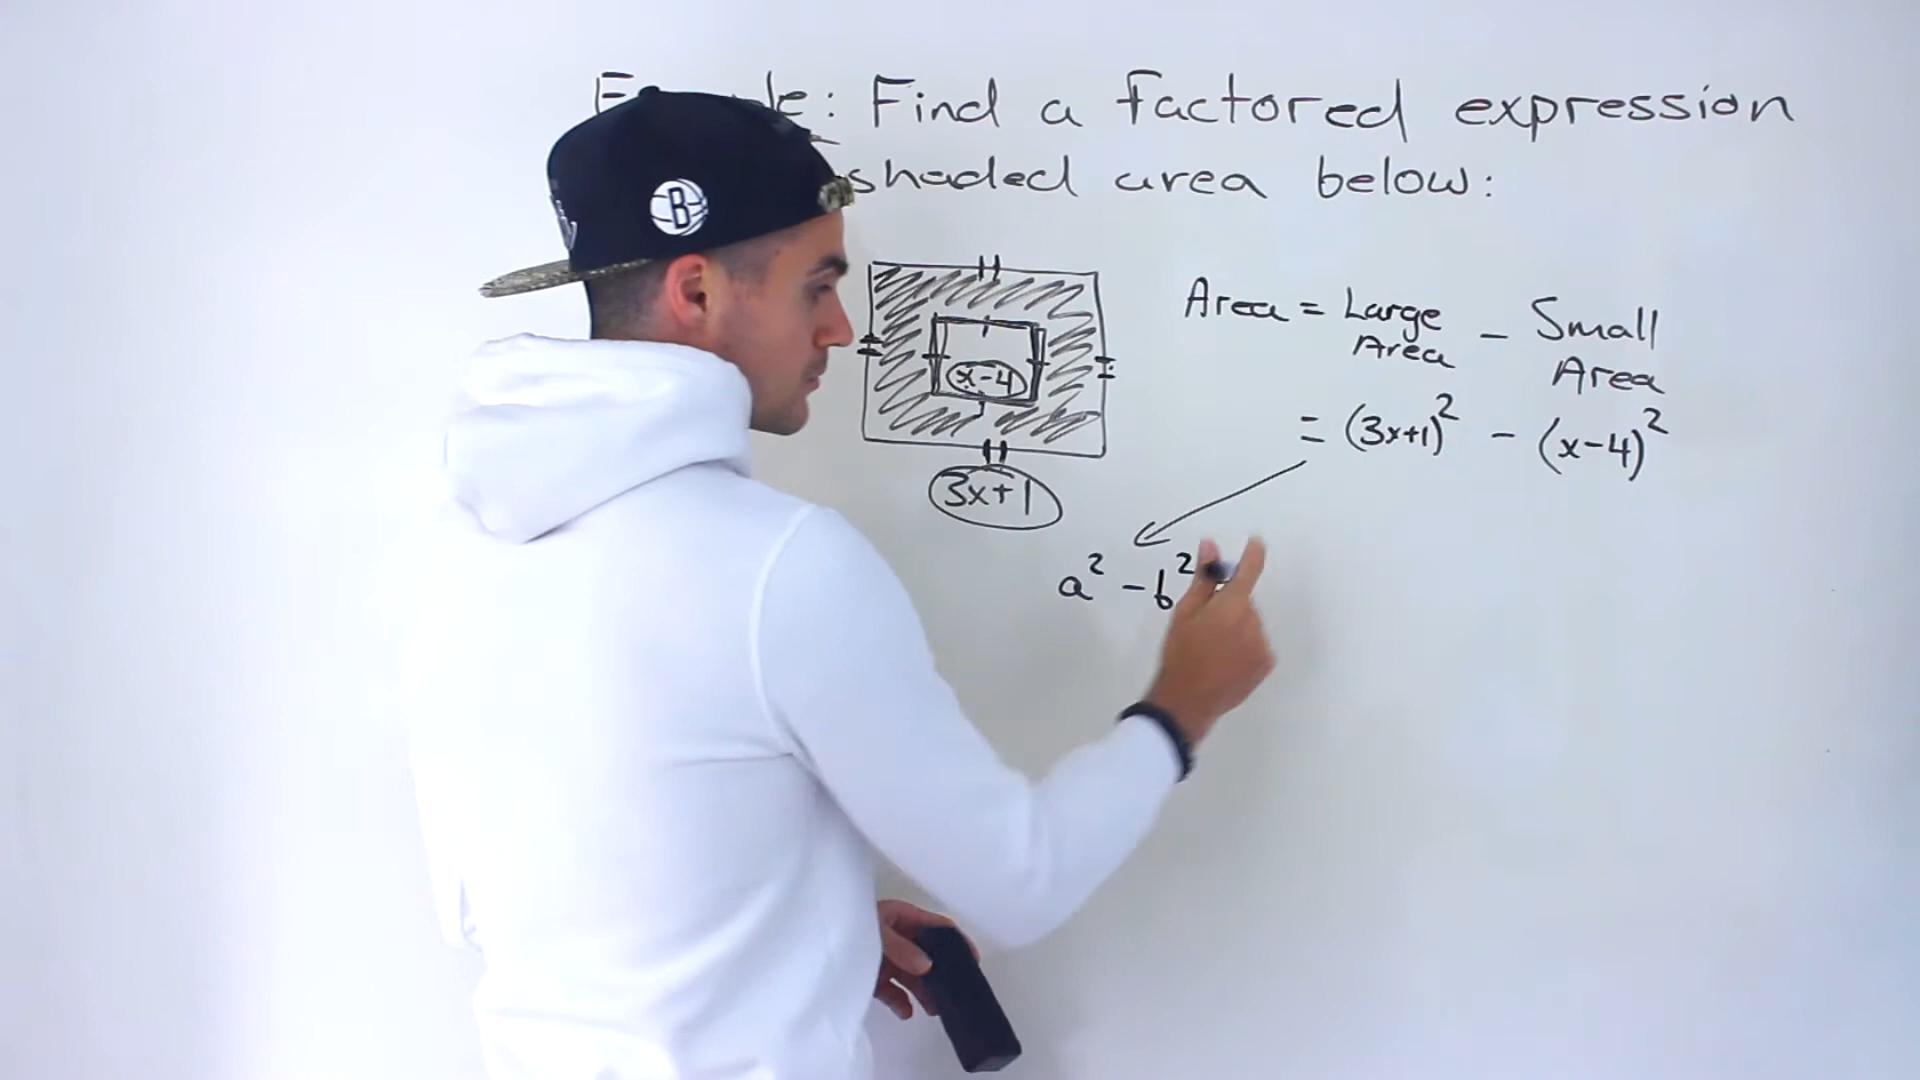 : Find a factored expression
shaded area below:
x-4
3x+1
Area = Large Area - Small Area
= (3x+1)² - (x-4)²
a² - b²
B